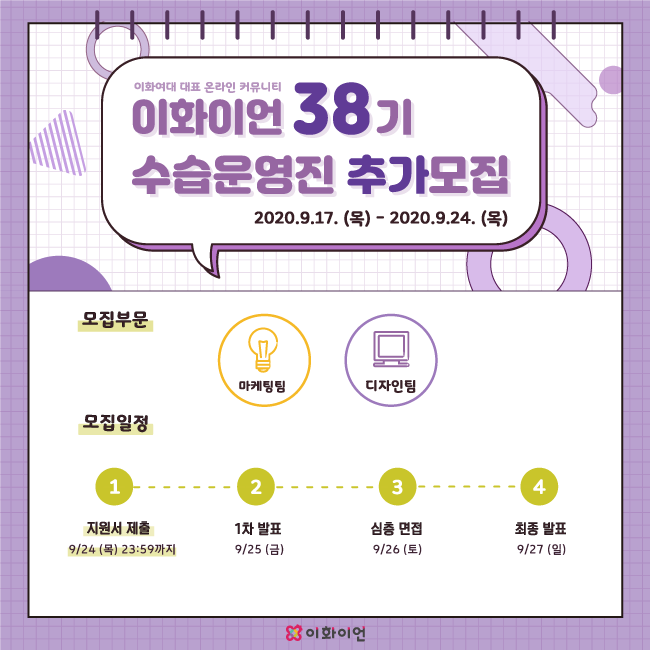 이화여대 대표 온라인 커뮤니티
이화이언 38기
수습운영진 추가모집
2020.9.17. (목) - 2020.9.24. (목)
모집부문
마케팅팀
디자인팀
모집일정
1
2
3
4
지원서 제출
1차 발표
심층 면접
최종 발표
9/24 (목) 23:59까지
9/25 (금)
9/26 (토)
9/27 (일)
이화이언